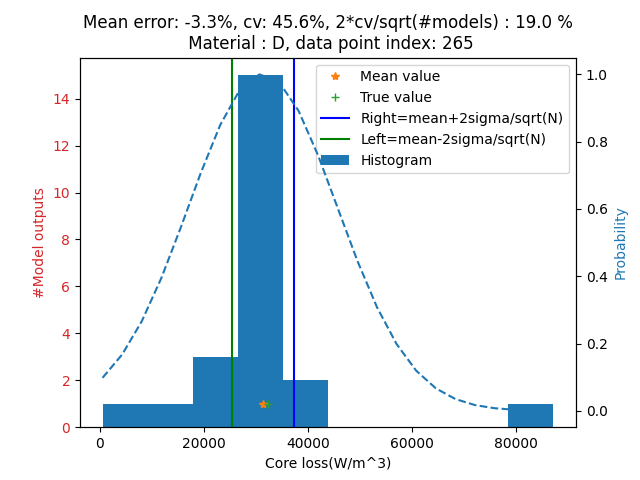 Mean error: -3.3%, cv: 45.6%, 2*cv/sqrt(#models) : 19.0 %
Material : D, data point index: 265
Mean value
True value
Right=mean+2sigma/sqrt(N)
Left=mean-2sigma/sqrt(N)
Histogram
#Model outputs
14
12
10
8
6
4
2
0
1.0
0.8
0.6
0.4
0.2
0.0
Probability
0 20000 40000 60000 80000
Core loss(W/m^3)